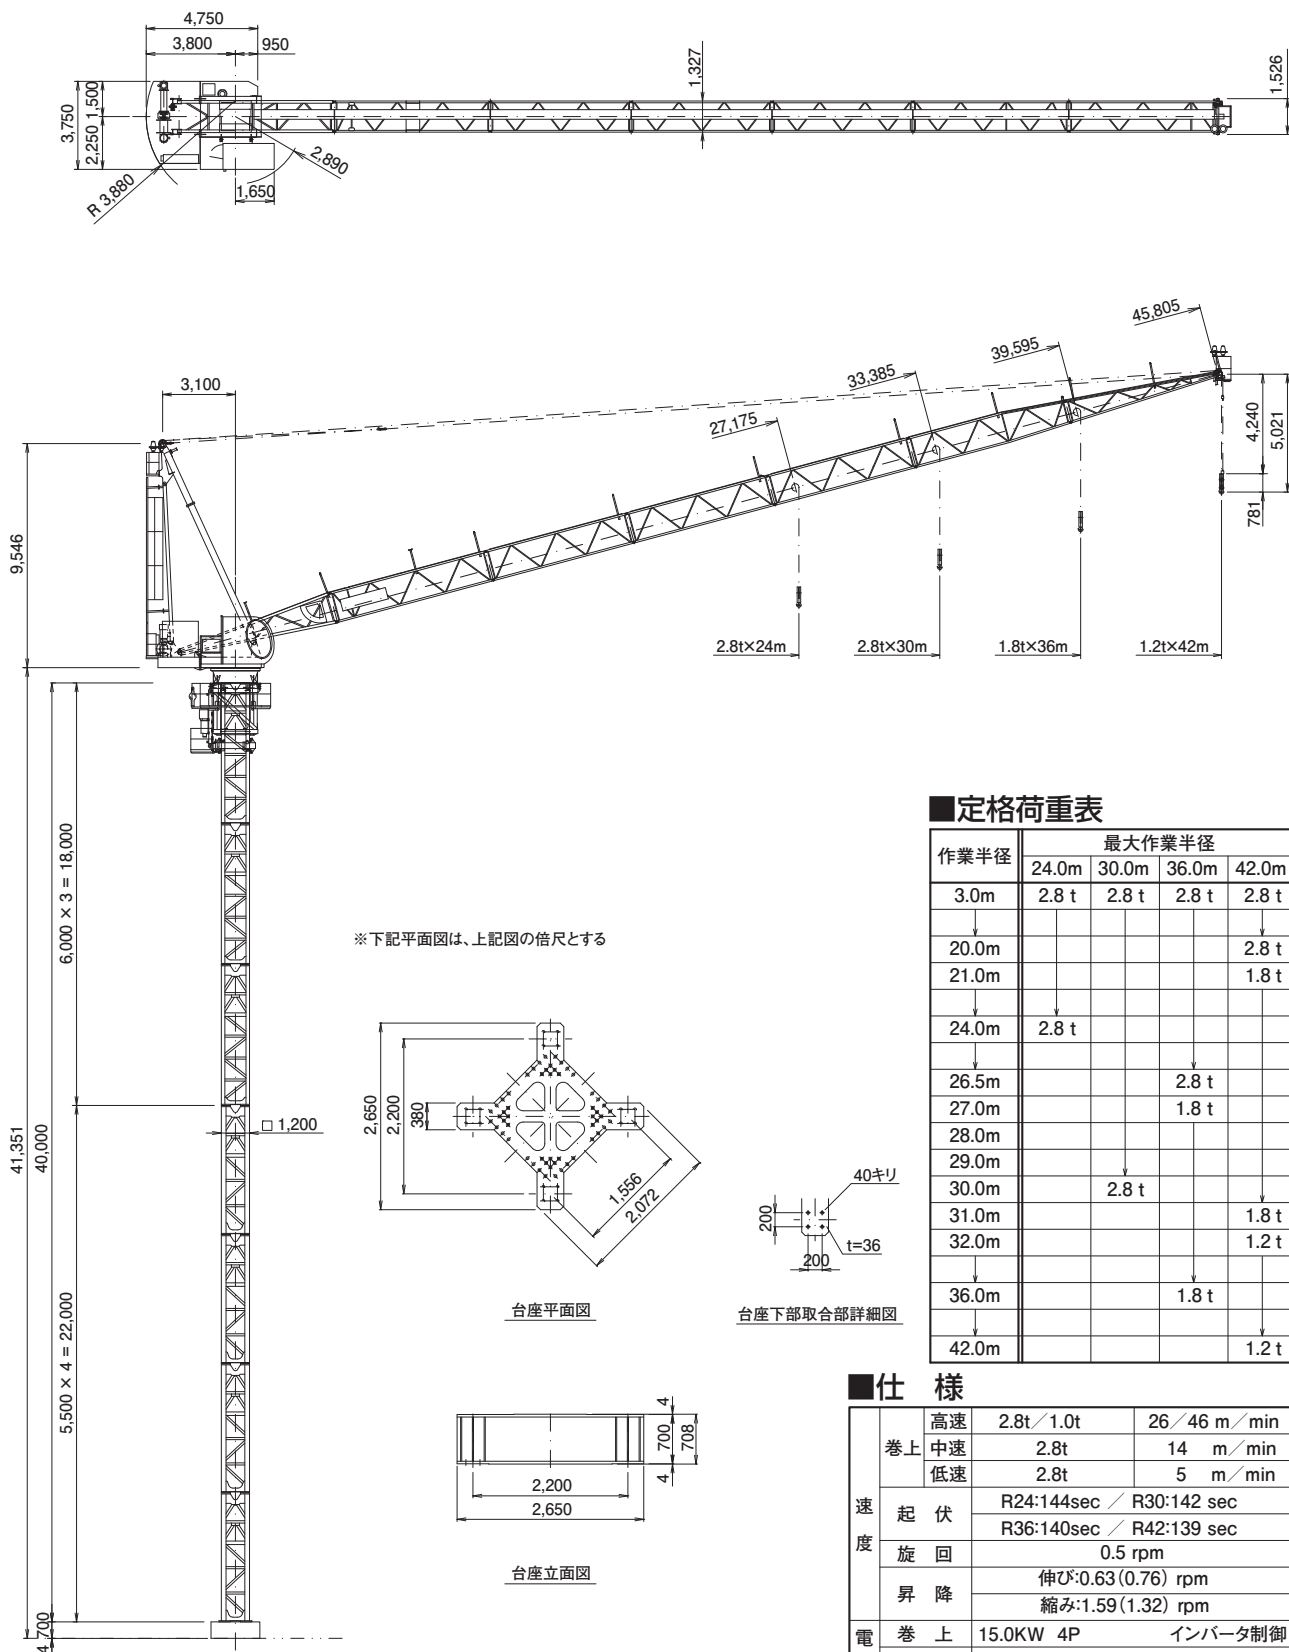 4,750
3,800
950
1,327
1,526
3,750
1,500
2,250
R 3,880
2,890
1,650
45,805
39,595
33,385
27,175
3,100
4,240
5,021
781
9,546
2.8t×24m
2.8t×30m
1.8t×36m
1.2t×42m
6,000 × 3 = 18,000
41,351
40,000
□ 1,200
5,500 × 4 = 22,000
700
4
※下記平面図は、上記図の倍尺とする
2,650
2,200
380
1,556
2,072
台座平面図
40キリ
200
t=36
200
台座下部取合部詳細図
4
700
708
4
2,200
2,650
台座立面図
■定格荷重表
作業半径 最大作業半径
24.0m 30.0m 36.0m 42.0m
3.0m 2.8 t 2.8 t 2.8 t 2.8 t
20.0m 2.8 t
21.0m 1.8 t
24.0m 2.8 t
26.5m 2.8 t
27.0m 1.8 t
28.0m
29.0m
30.0m 2.8 t
31.0m 1.8 t
32.0m 1.2 t
36.0m 1.8 t
42.0m 1.2 t
■仕 様
速度 巻上 高速 2.8t／1.0t 26／46 m／min
中速 2.8t 14 m／min
低速 2.8t 5 m／min
起 伏 R24:144sec ／ R30:142 sec
R36:140sec ／ R42:139 sec
旋 回 0.5 rpm
昇 降 伸び:0.63(0.76) rpm
縮み:1.59(1.32) rpm
電 巻 上 15.0KW 4P インバータ制御